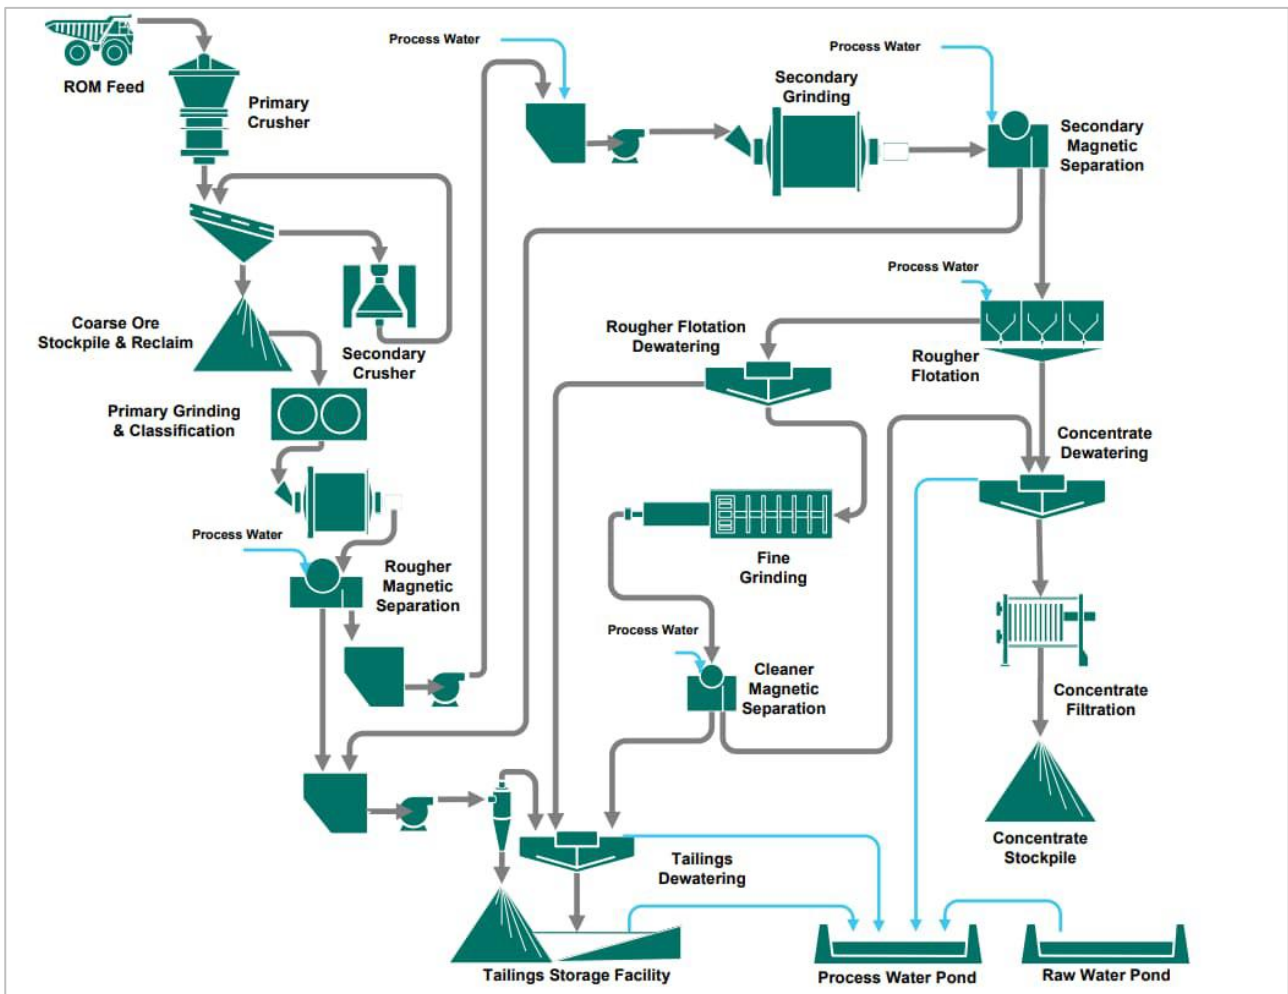 ROM Feed
Primary
Crusher
Process Water
Secondary
Grinding
Process Water
Secondary
Magnetic
Separation
Coarse Ore
Stockpile & Reclaim
Secondary
Crusher
Process Water
Rougher Flotation
Dewatering
Rougher
Flotation
Primary Grinding
& Classification
Concentrate
Dewatering
Process Water
Rougher
Magnetic
Separation
Fine
Grinding
Process Water
Cleaner
Magnetic
Separation
Concentrate
Filtration
Concentrate
Stockpile
Tailings
Dewatering
Tailings Storage Facility
Process Water Pond
Raw Water Pond